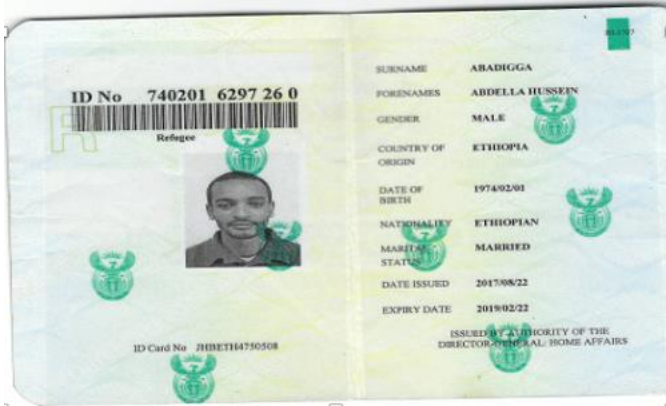 ID No 740201 6297 26 0
Refugee
ID Card No JHBETH4750508
SURNAME ABADIGGA
FORENAMES ABDELLA HUSSEIN
GENDER MALE
COUNTRY OF ETHIOPIA
ORIGIN
DATE OF 1974/02/01
BIRTH
NATIONALITY ETHIOPIAN
MARITAL MARRIED
STATUS
DATE ISSUED 2017/08/22
EXPIRY DATE 2019/02/22
ISSUED BY AUTHORITY OF THE
DIRECTOR-GENERAL: HOME AFFAIRS